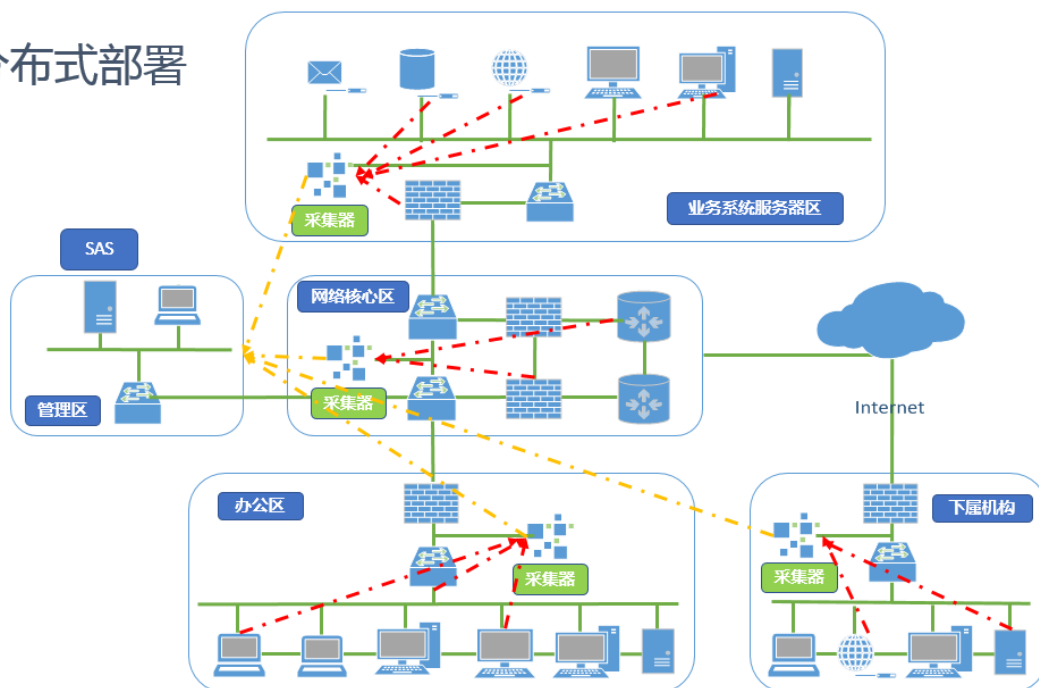 分布式部署
采集器
业务系统服务器区
SAS
网络核心区
采集器
管理区
Internet
办公区
采集器
下属机构
采集器